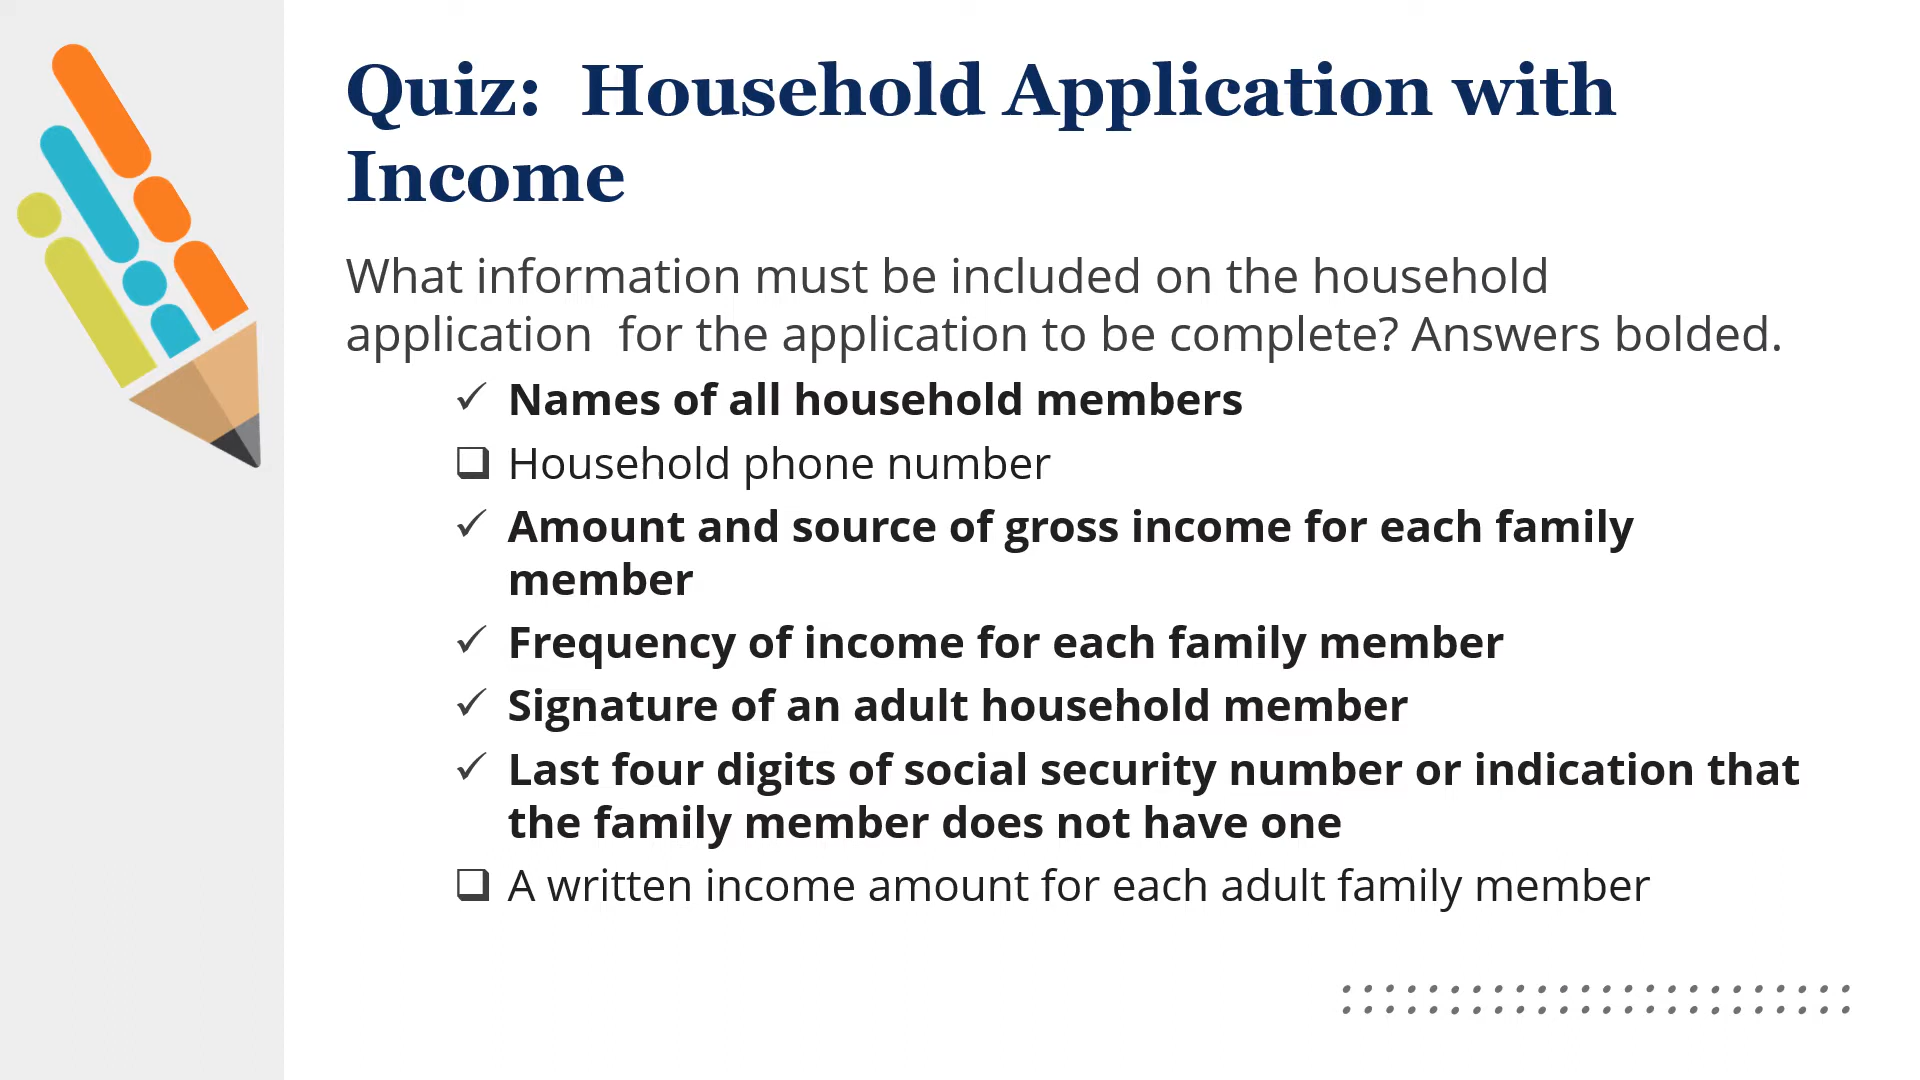 Quiz:  Household Application with
Income
What information must be included on the household
application  for the application to be complete? Answers bolded.
✓ Names of all household members
❑ Household phone number
✓ Amount and source of gross income for each family
member
✓ Frequency of income for each family member
✓ Signature of an adult household member
✓ Last four digits of social security number or indication that
the family member does not have one
❑ A written income amount for each adult family member